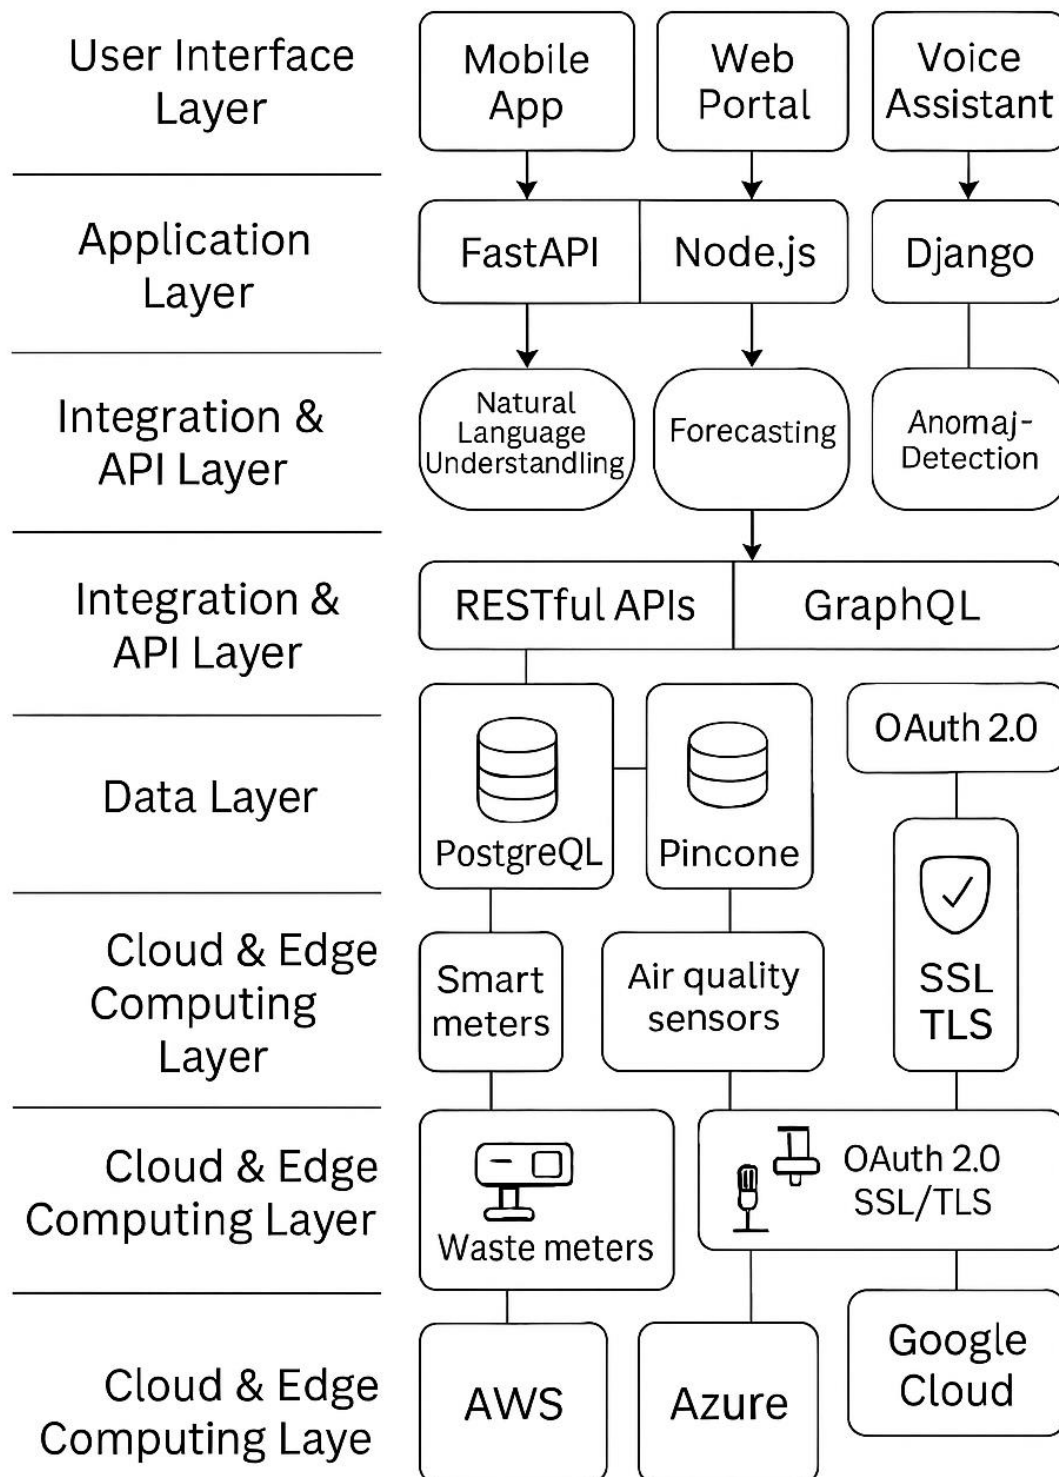 User Interface
Layer
Mobile
App
Web
Portal
Voice
Assistant
Application
Layer
FastAPI
Node.js
Django
Integration &
API Layer
Natural
Language
Understandling
Forecasting
Anomaj-
Detection
Integration &
API Layer
RESTful APIs
GraphQL
Data Layer
PostgreQL
Pincone
OAuth 2.0
SSL
TLS
Cloud & Edge
Computing
Layer
Smart
meters
Air quality
sensors
Cloud & Edge
Computing Layer
Waste meters
OAuth 2.0
SSL/TLS
Cloud & Edge
Computing Laye
AWS
Azure
Google
Cloud